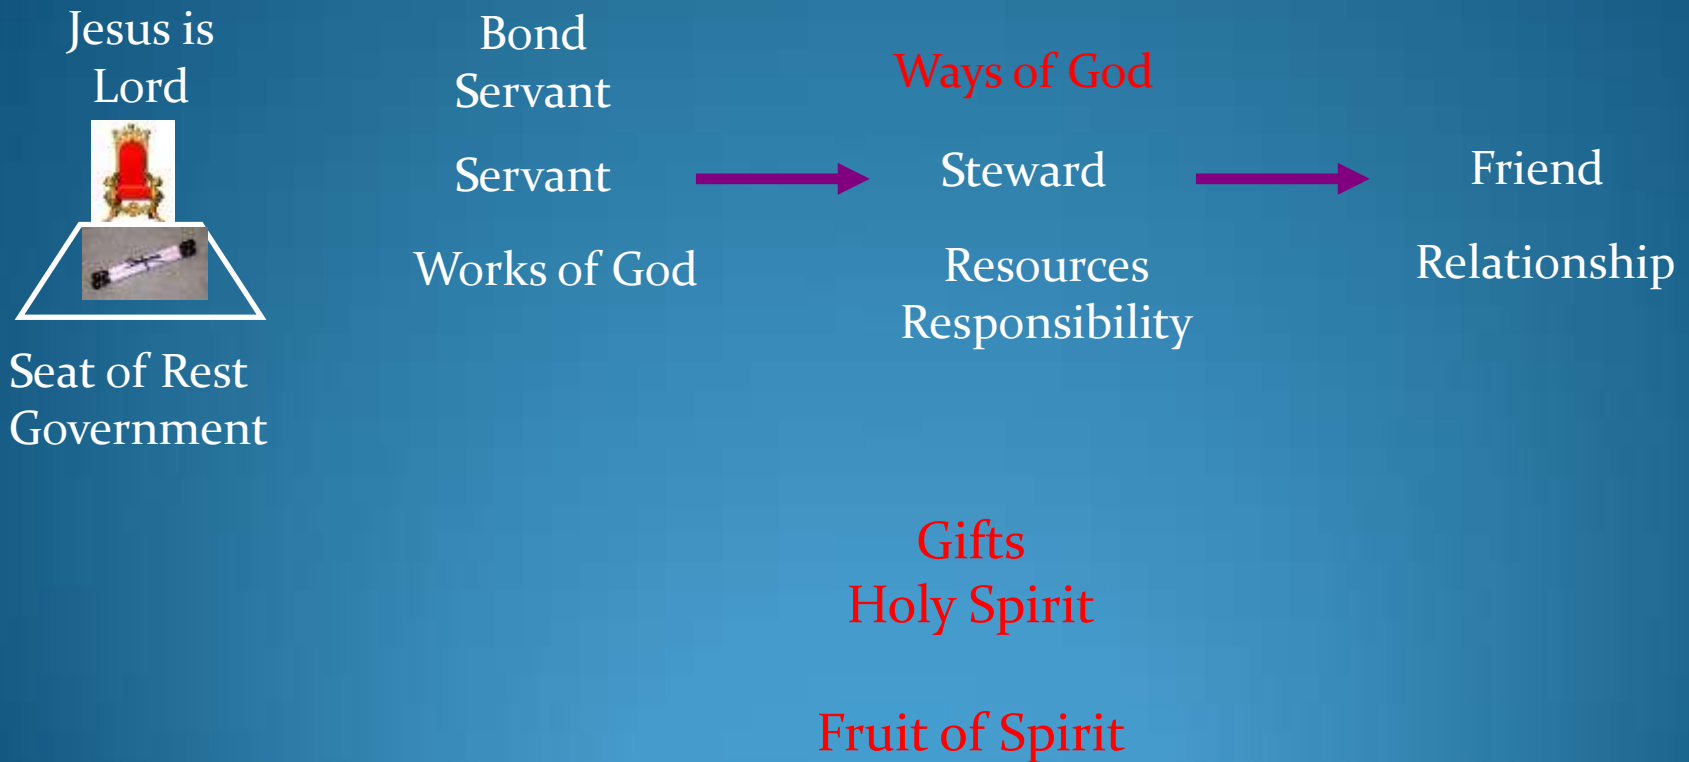 Jesus is
Lord
Seat of Rest
Government
Bond
Servant
Servant
Works of God
Ways of God
Steward
Resources
Responsibility
Friend
Relationship
Gifts
Holy Spirit
Fruit of Spirit